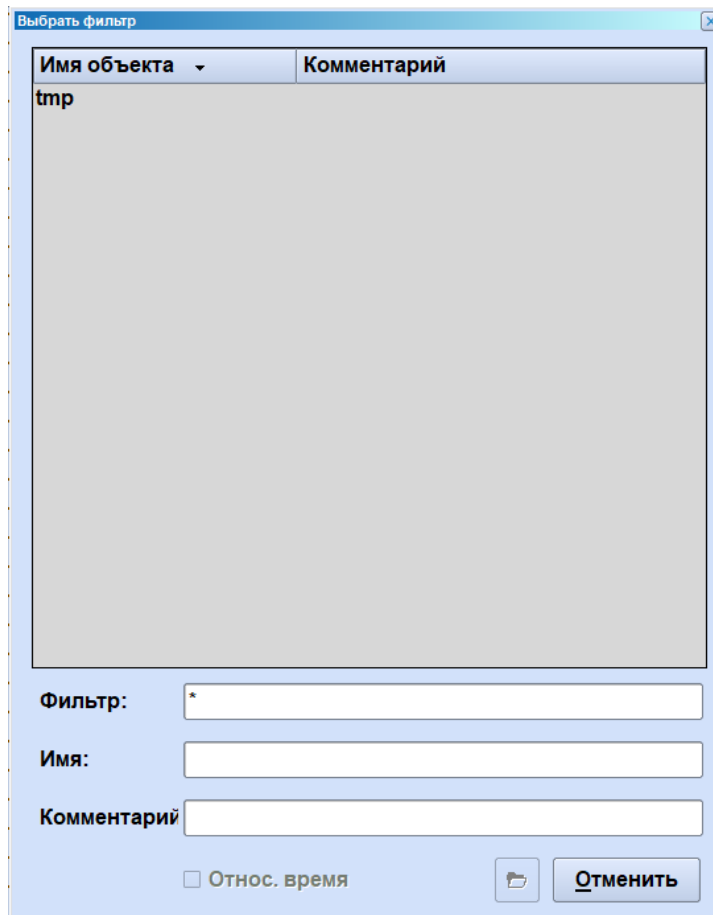 Выбрать фильтр
Имя объекта Комментарий
tmp
Фильтр: *
Имя:
Комментарий
Относ. время Отменить